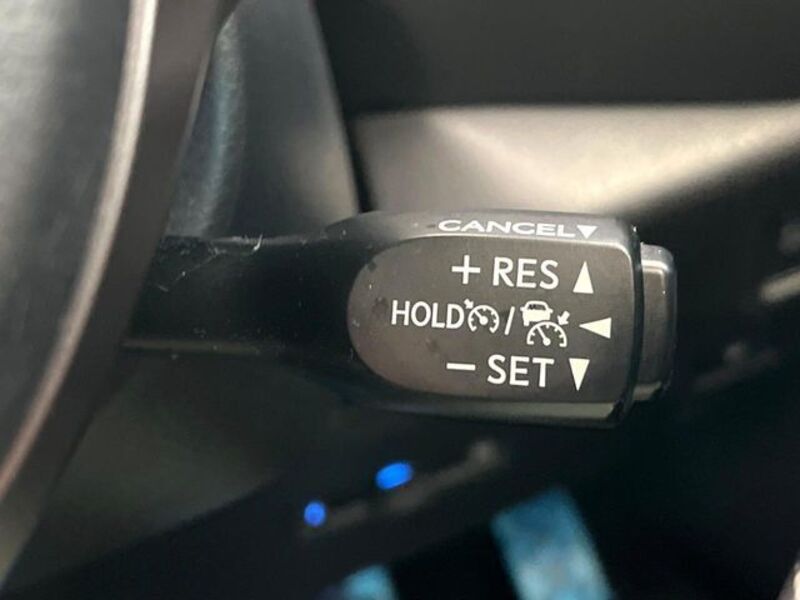 CANCEL▼
+ RES ▲
HOLD / ◀
− SET ▼